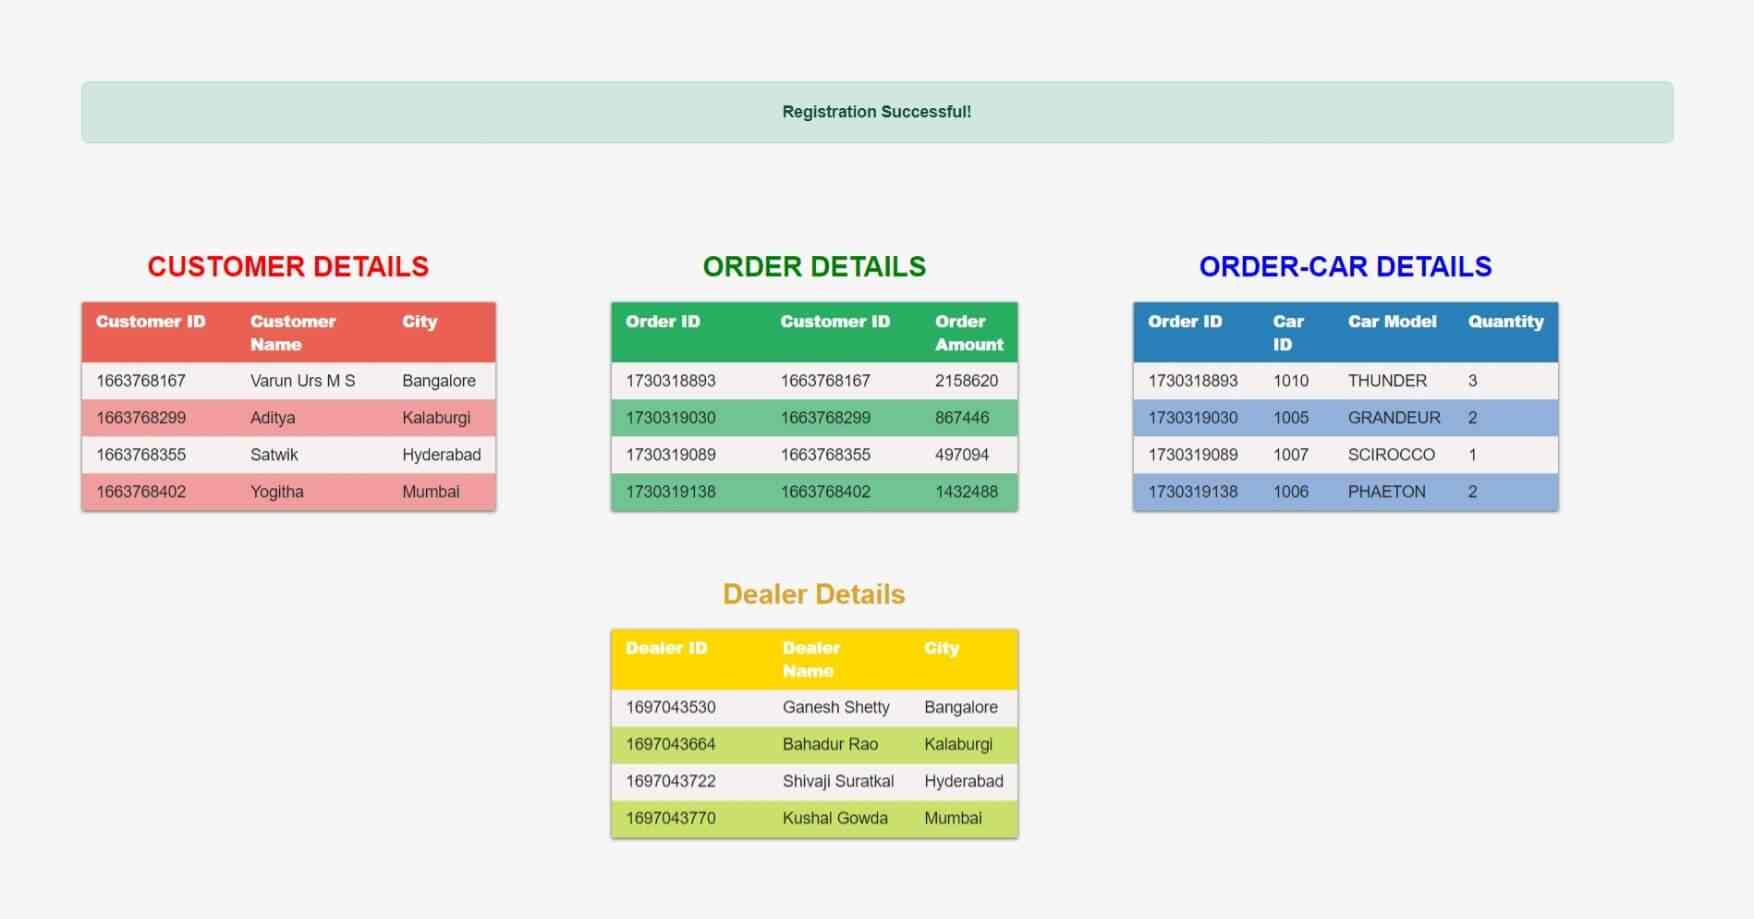 Registration Successful!
CUSTOMER DETAILS
Customer ID Customer Name City
1663768167 Varun Urs M S Bangalore
1663768299 Aditya Kalaburgi
1663768355 Satwik Hyderabad
1663768402 Yogitha Mumbai
ORDER DETAILS
Order ID Customer ID Order Amount
1730318893 1663768167 2158620
1730319030 1663768299 867446
1730319089 1663768355 497094
1730319138 1663768402 1432488
ORDER-CAR DETAILS
Order ID Car ID Car Model Quantity
1730318893 1010 THUNDER 3
1730319030 1005 GRANDEUR 2
1730319089 1007 SCIROCCO 1
1730319138 1006 PHAETON 2
Dealer Details
Dealer ID Dealer Name City
1697043530 Ganesh Shetty Bangalore
1697043664 Bahadur Rao Kalaburgi
1697043722 Shivaji Suratkal Hyderabad
1697043770 Kushal Gowda Mumbai